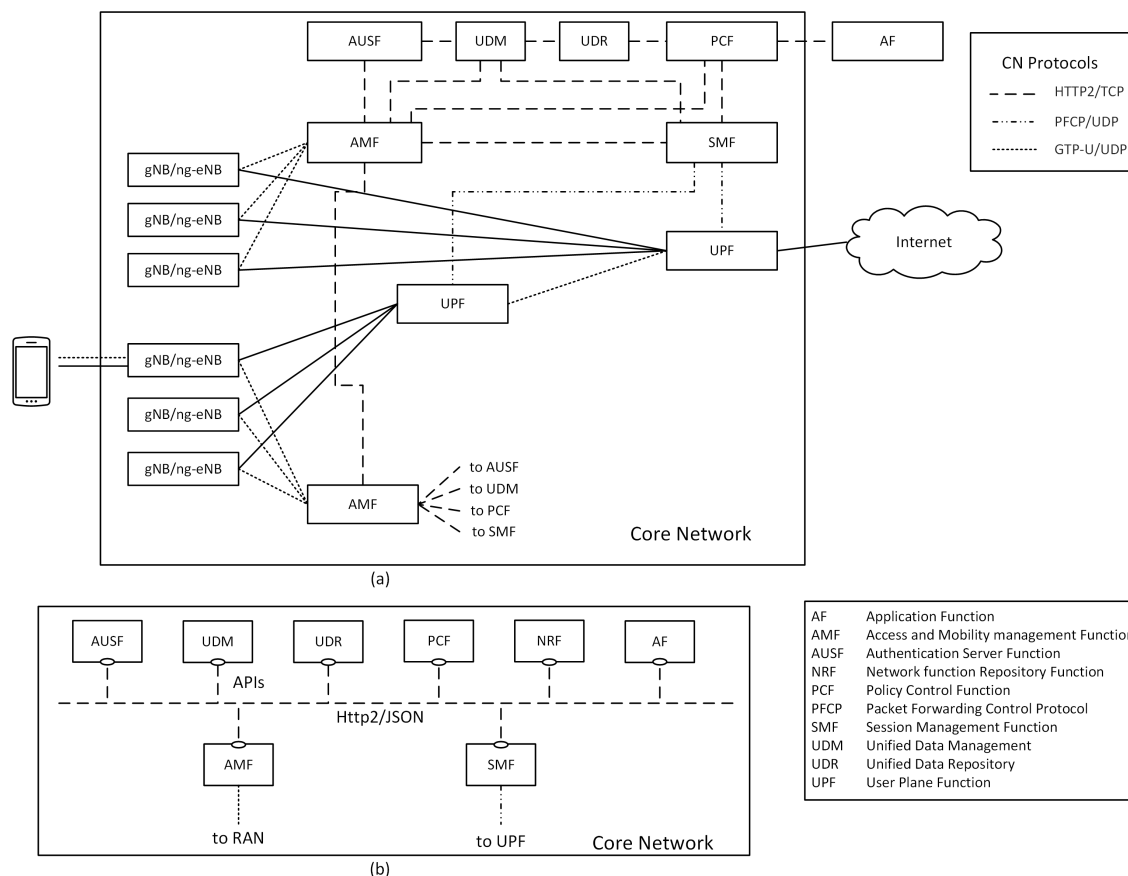 AUSF
UDM
UDR
PCF
AF
CN Protocols
HTTP2/TCP
PFCP/UDP
GTP-U/UDP
AMF
SMF
gNB/ng-eNB
gNB/ng-eNB
gNB/ng-eNB
UPF
Internet
UPF
gNB/ng-eNB
gNB/ng-eNB
gNB/ng-eNB
AMF
to AUSF
to UDM
to PCF
to SMF
Core Network
(a)
AUSF
UDM
UDR
PCF
NRF
AF
APIs
Http2/JSON
AMF
SMF
to RAN
to UPF
Core Network
(b)
AF Application Function
AMF Access and Mobility management Function
AUSF Authentication Server Function
NRF Network function Repository Function
PCF Policy Control Function
PFCP Packet Forwarding Control Protocol
SMF Session Management Function
UDM Unified Data Management
UDR Unified Data Repository
UPF User Plane Function